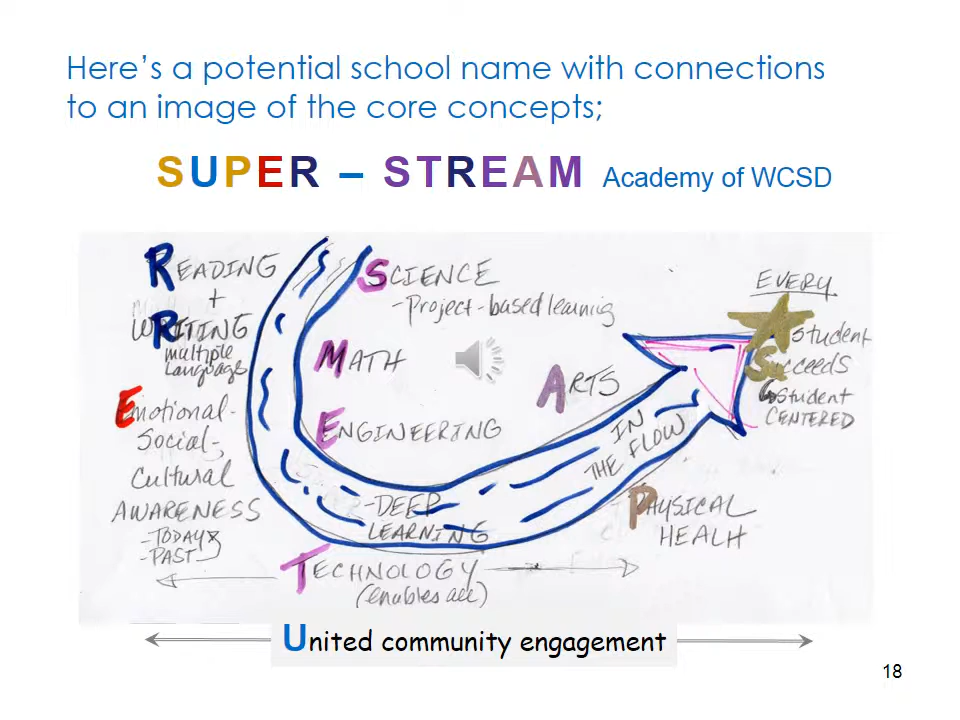 Here's a potential school name with connections
to an image of the core concepts;
SUPER – STREAM Academy of WCSD
READING
+
WRITING
multiple
Language
Emotional-
Social-
Cultural
AWARENESS
-TODAY
-PAST
SCIENCE
-Project-based learning
MATH
ENGINEERING
ARTS
IN
THE FLOW
-DEEP
LEARNING
TECHNOLOGY
(enables all)
PHYSICAL
HEALH
EVERY
Student
Succeeds
Student
CENTERED
United community engagement
18